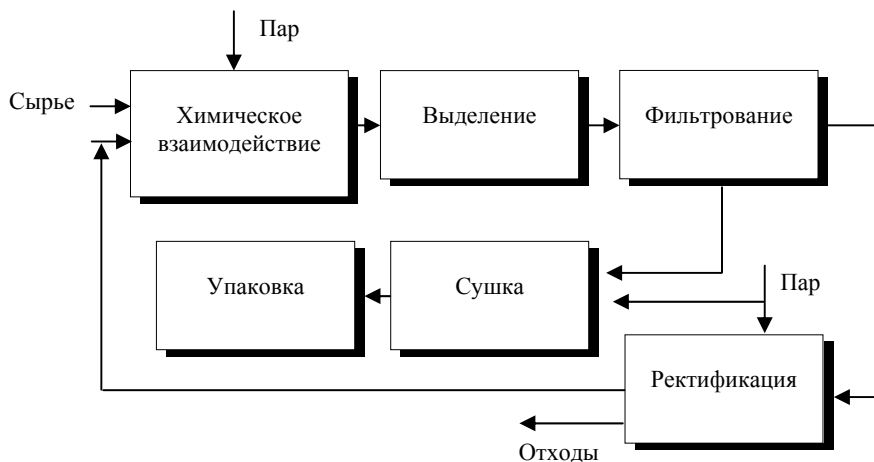 Пар
Сырье
Химическое
взаимодействие
Выделение
Фильтрование
Упаковка
Сушка
Пар
Ректификация
Отходы